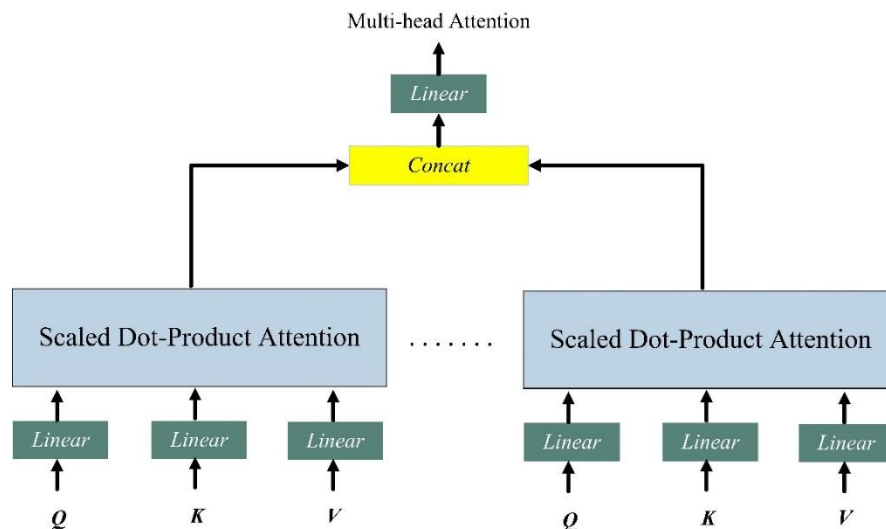 Multi-head Attention
Linear
Concat
Scaled Dot-Product Attention
.......
Scaled Dot-Product Attention
Linear Linear Linear Linear Linear Linear
Q K V Q K V